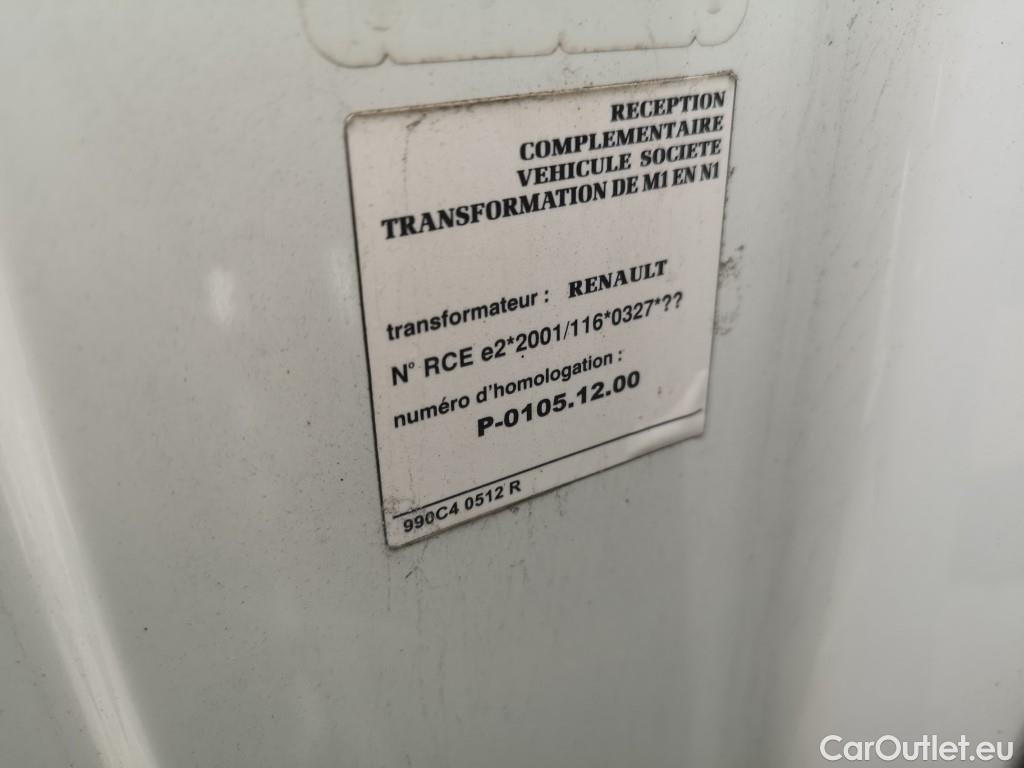 RECEPTION
COMPLEMENTAIRE
VEHICULE SOCIETE
TRANSFORMATION DE M1 EN N1
transformateur : RENAULT
N° RCE e2*2001/116*0327*??
numéro d'homologation :
P-0105.12.00
990C4 0512 R
CarOutlet.eu